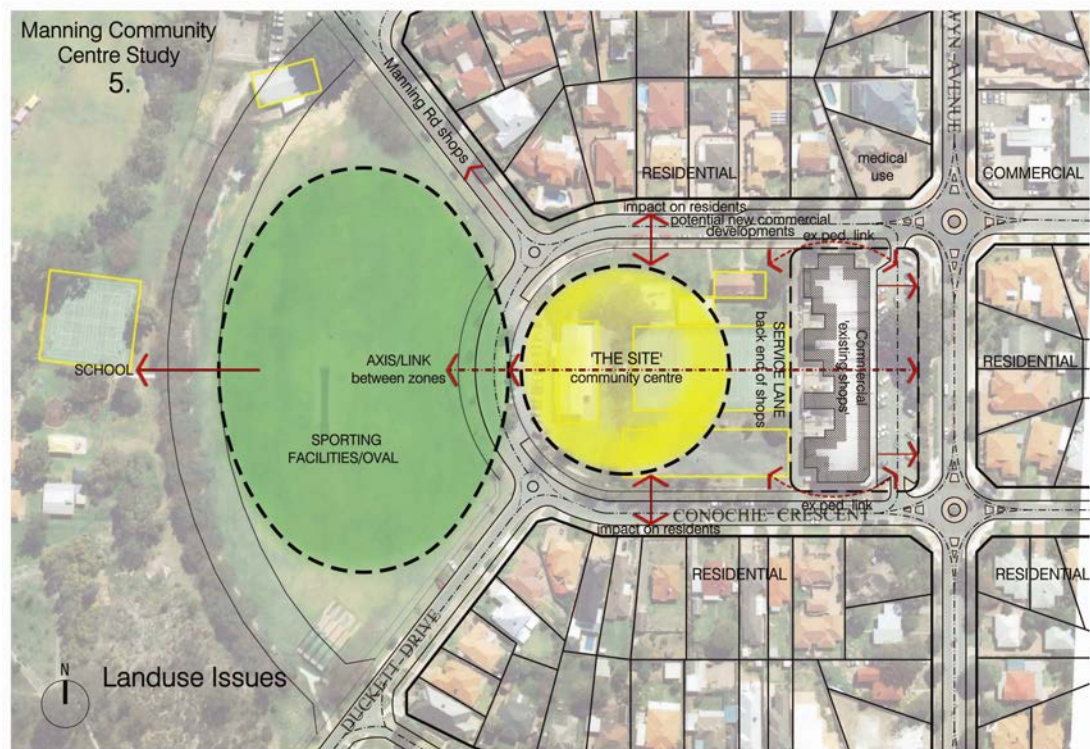 Manning Community
Centre Study
5.
Manning Rd shops
WYN AVENUE
RESIDENTIAL
medical
use
COMMERCIAL
impact on residents
potential new commercial
developments
ex.ped. link
SCHOOL
AXIS/LINK
between zones
'THE SITE'
community centre
SERVICE LANE
back end of shops
Commercial
'existing shops'
RESIDENTIAL
SPORTING
FACILITIES/OVAL
ex.ped. link
CONOCHIE CRESCENT
impact on residents
RESIDENTIAL
RESIDENTIAL
DUCKETT DRIVE
N
Landuse Issues